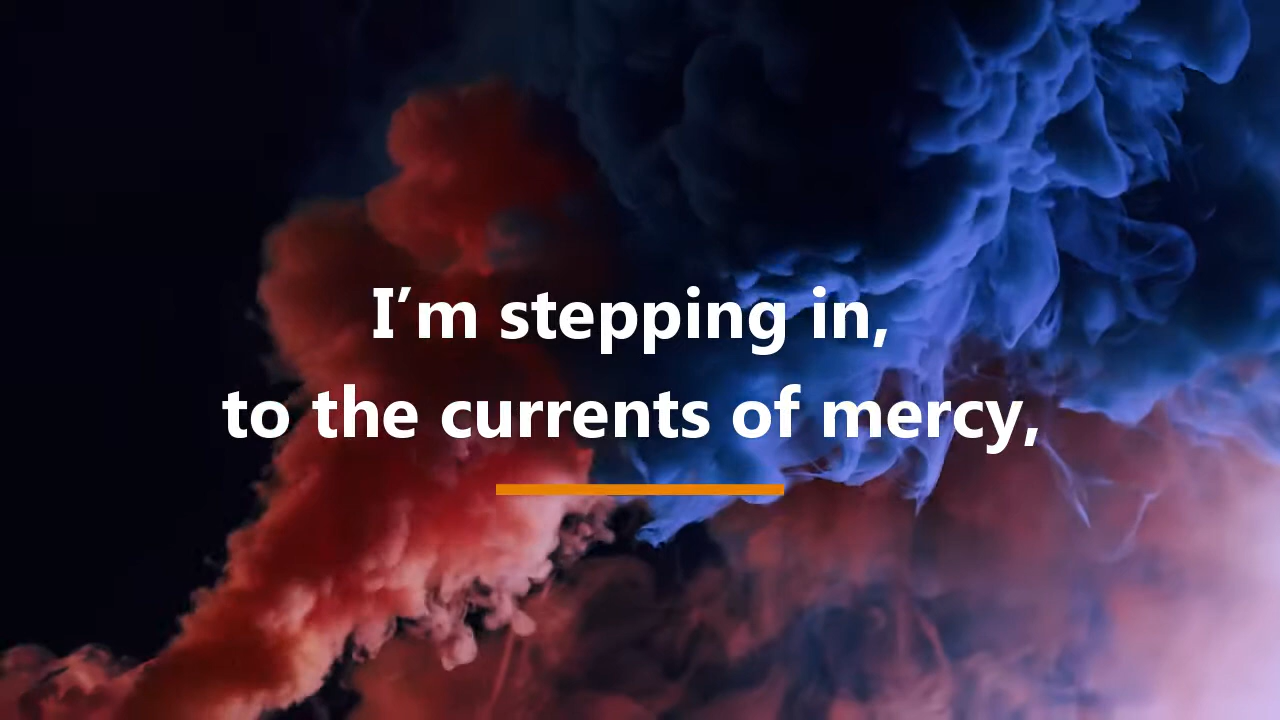 I’m stepping in,
to the currents of mercy,